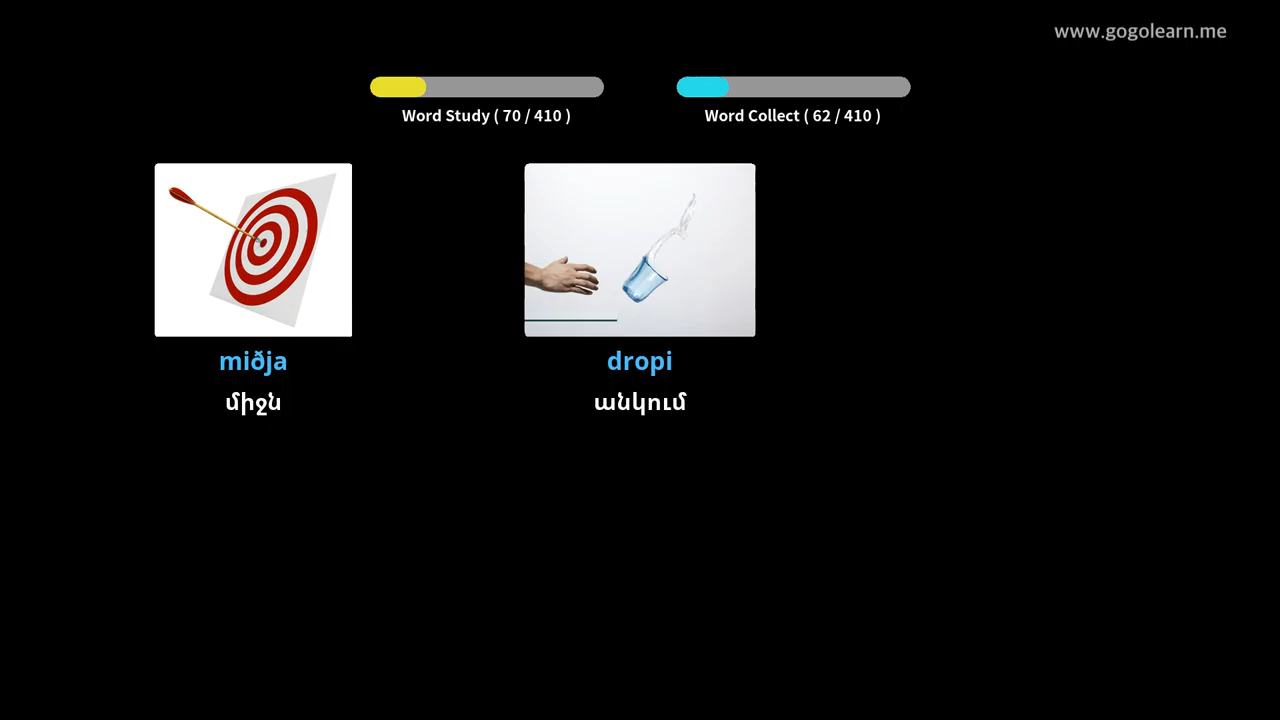 www.gogolearn.me
Word Study ( 70 / 410 )
Word Collect ( 62 / 410 )
miðja
dropi
միջն
անկում